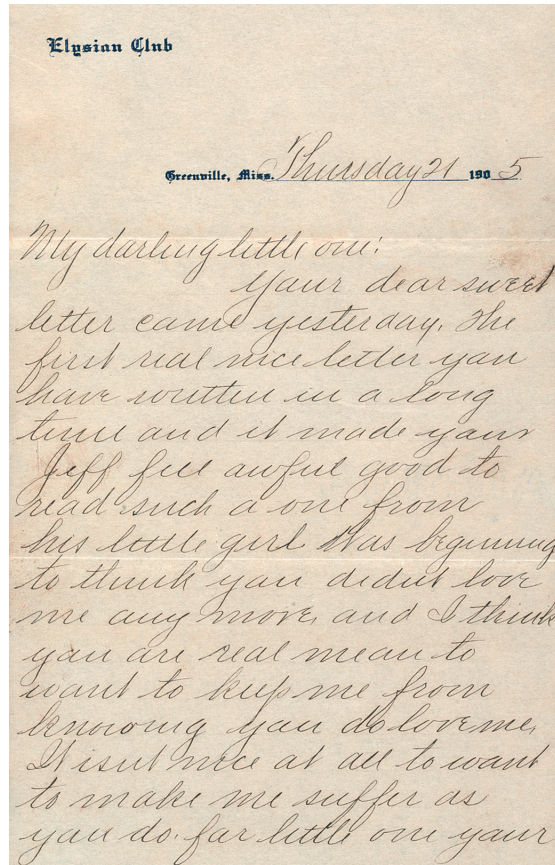 Elysian Club
Greenville, Miss. Thursday 21 1905
My darling little one:
Your dear sweet
letter came yesterday. The
first real nice letter you
have written in a long
time and it made your
Jeff feel awful good to
read such a one from
his little girl. Was beginning
to think you didnt love
me any more, and I think
you are real mean to
want to keep me from
knowing you do love me.
It isnt nice at all to want
to make me suffer as
you do. for little one your